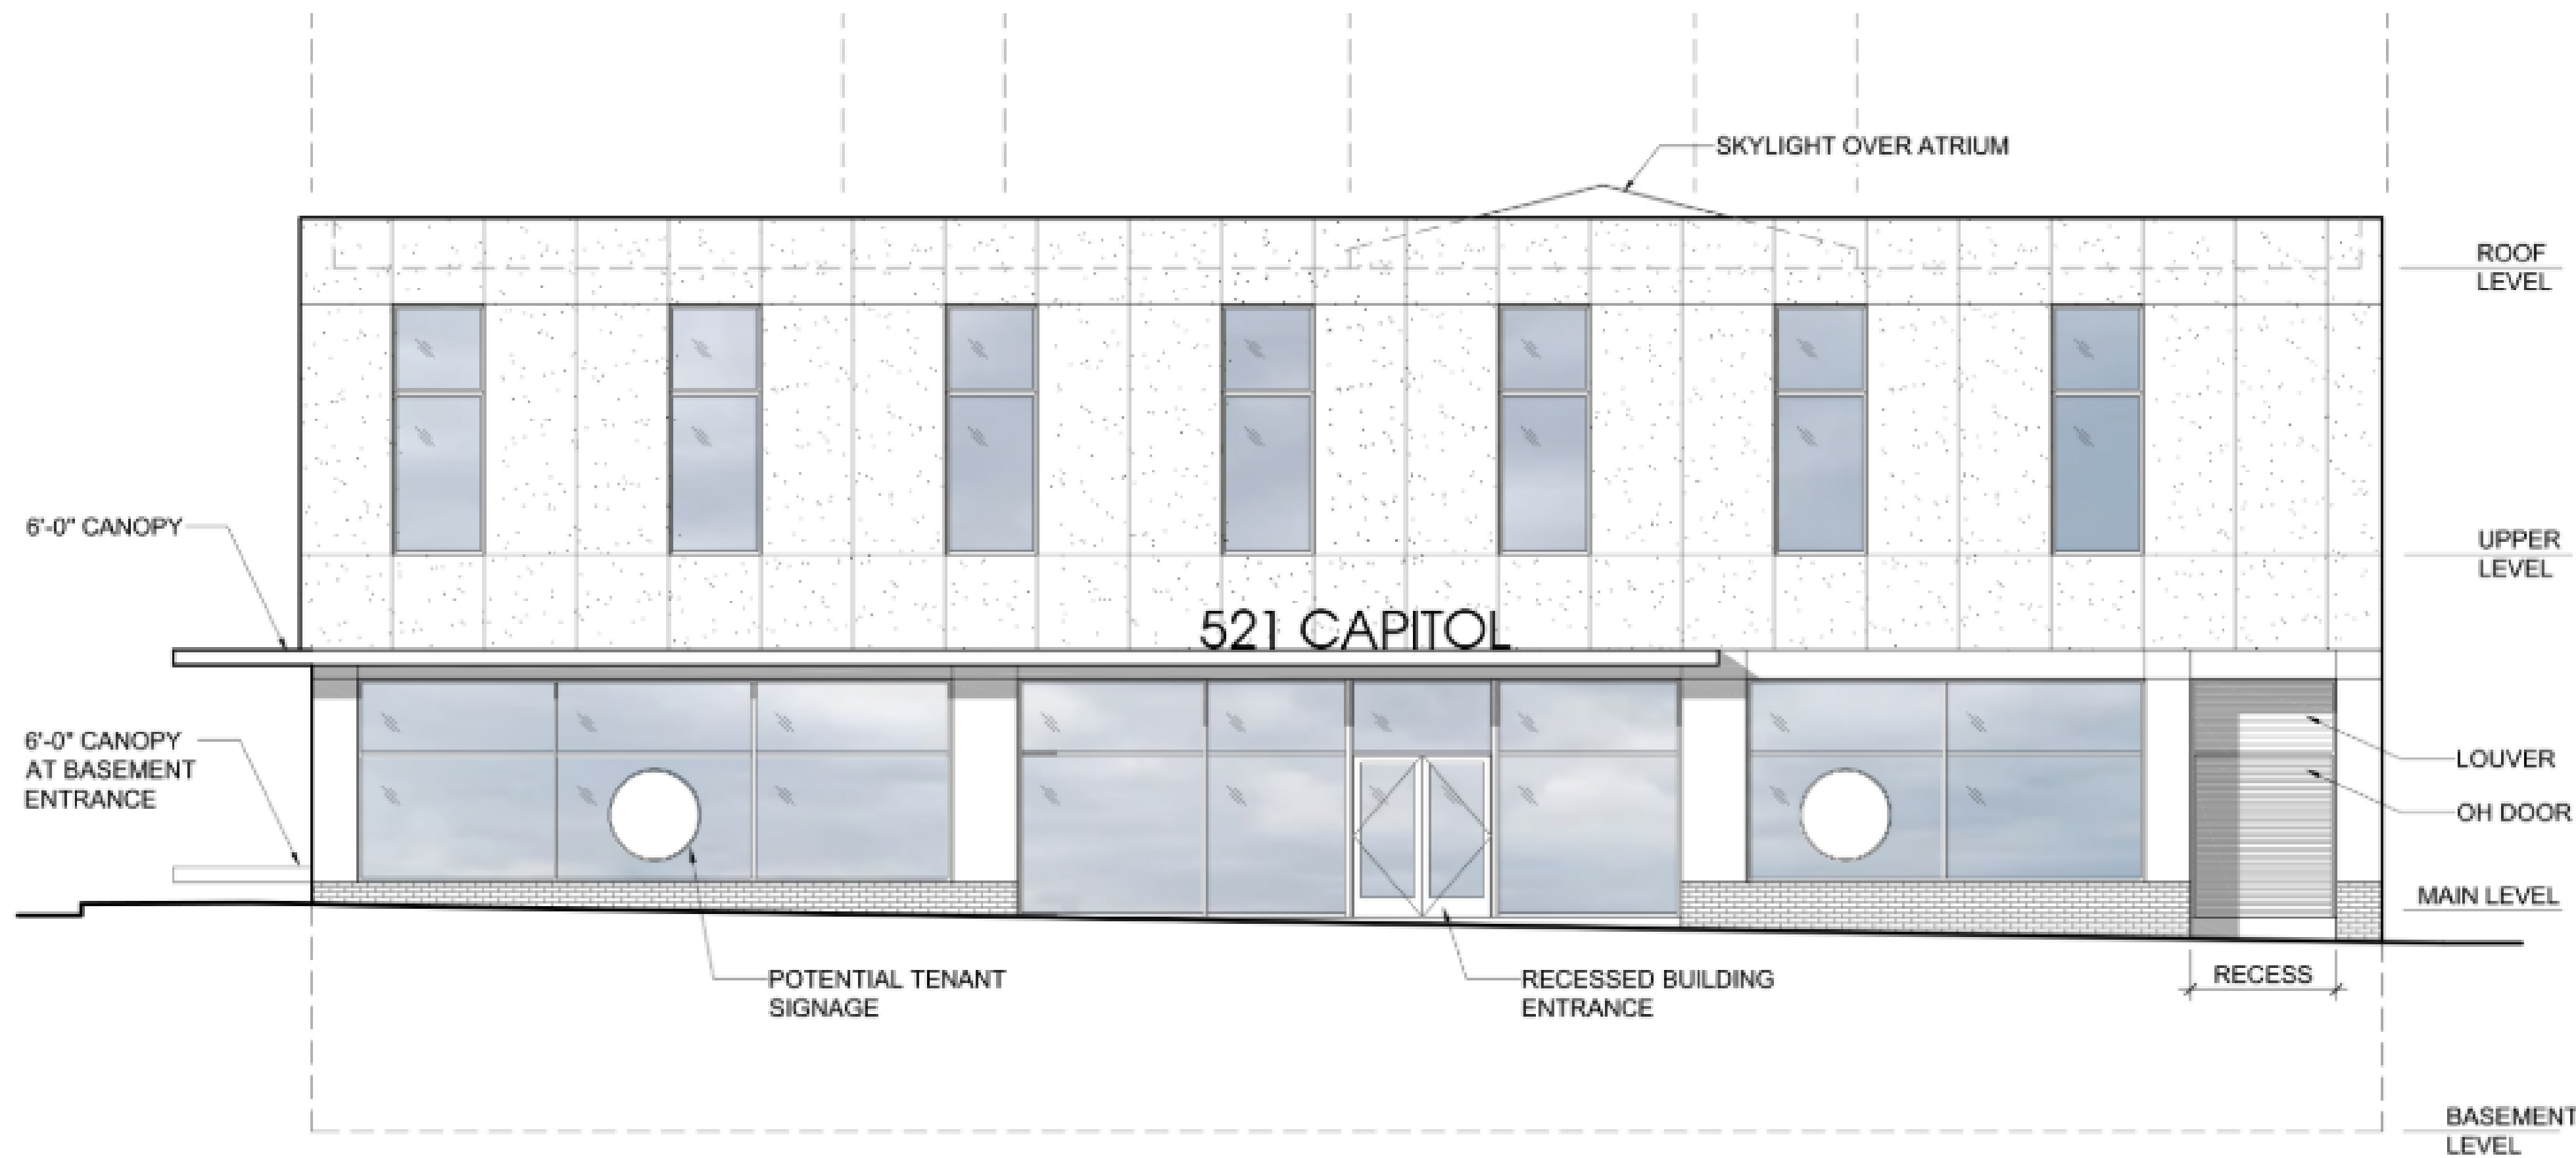 SKYLIGHT OVER ATRIUM
ROOF
LEVEL
6'-0" CANOPY
UPPER
LEVEL
521 CAPITOL
6'-0" CANOPY
AT BASEMENT
ENTRANCE
LOUVER
OH DOOR
MAIN LEVEL
POTENTIAL TENANT
SIGNAGE
RECESSED BUILDING
ENTRANCE
RECESS
BASEMENT
LEVEL